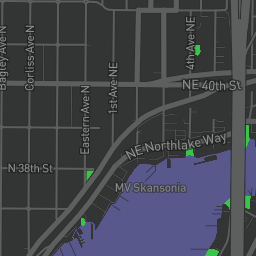 Bagley Ave N
Corliss Ave N
Eastern Ave N
1st Ave NE
4th Ave NE
NE 40th St
NE Northlake Way
N 38th St
MV Skansonia